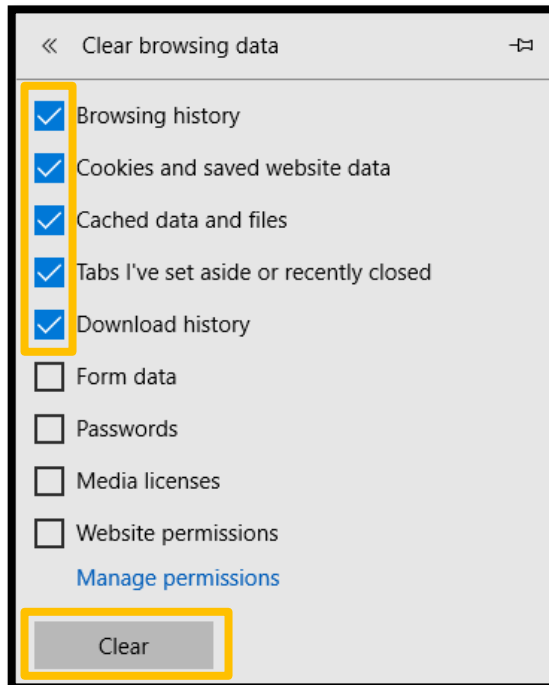 Clear browsing data
Browsing history
Cookies and saved website data
Cached data and files
Tabs I've set aside or recently closed
Download history
Form data
Passwords
Media licenses
Website permissions
Manage permissions
Clear